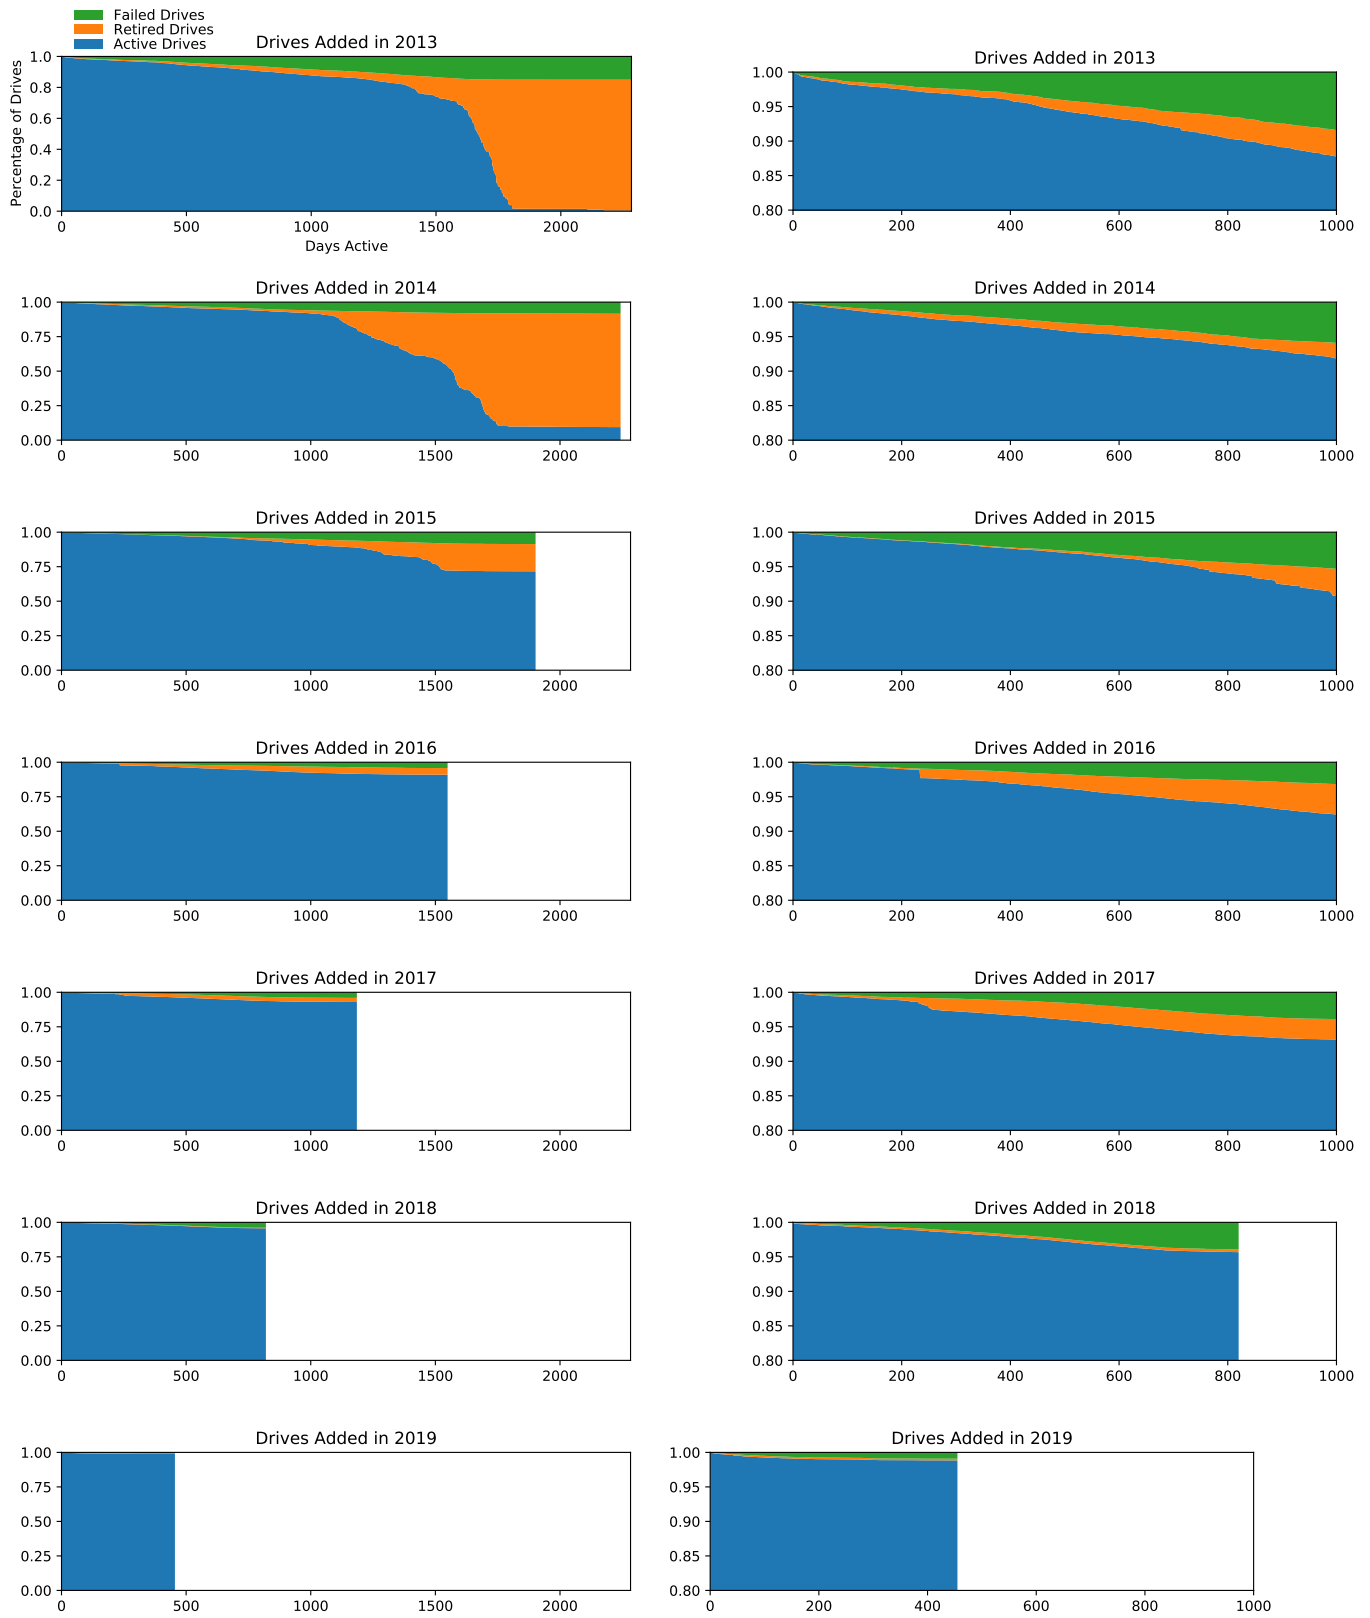 Failed Drives
Retired Drives
Active Drives
Drives Added in 2013
Percentage of Drives
1.0
0.8
0.6
0.4
0.2
0.0
0 500 1000 1500 2000
Days Active
Drives Added in 2013
1.00
0.95
0.90
0.85
0.80
0 200 400 600 800 1000
Drives Added in 2014
1.00
0.75
0.50
0.25
0.00
0 500 1000 1500 2000
Drives Added in 2014
1.00
0.95
0.90
0.85
0.80
0 200 400 600 800 1000
Drives Added in 2015
1.00
0.75
0.50
0.25
0.00
0 500 1000 1500 2000
Drives Added in 2015
1.00
0.95
0.90
0.85
0.80
0 200 400 600 800 1000
Drives Added in 2016
1.00
0.75
0.50
0.25
0.00
0 500 1000 1500 2000
Drives Added in 2016
1.00
0.95
0.90
0.85
0.80
0 200 400 600 800 1000
Drives Added in 2017
1.00
0.75
0.50
0.25
0.00
0 500 1000 1500 2000
Drives Added in 2017
1.00
0.95
0.90
0.85
0.80
0 200 400 600 800 1000
Drives Added in 2018
1.00
0.75
0.50
0.25
0.00
0 500 1000 1500 2000
Drives Added in 2018
1.00
0.95
0.90
0.85
0.80
0 200 400 600 800 1000
Drives Added in 2019
1.00
0.75
0.50
0.25
0.00
0 500 1000 1500 2000
Drives Added in 2019
1.00
0.95
0.90
0.85
0.80
0 200 400 600 800 1000